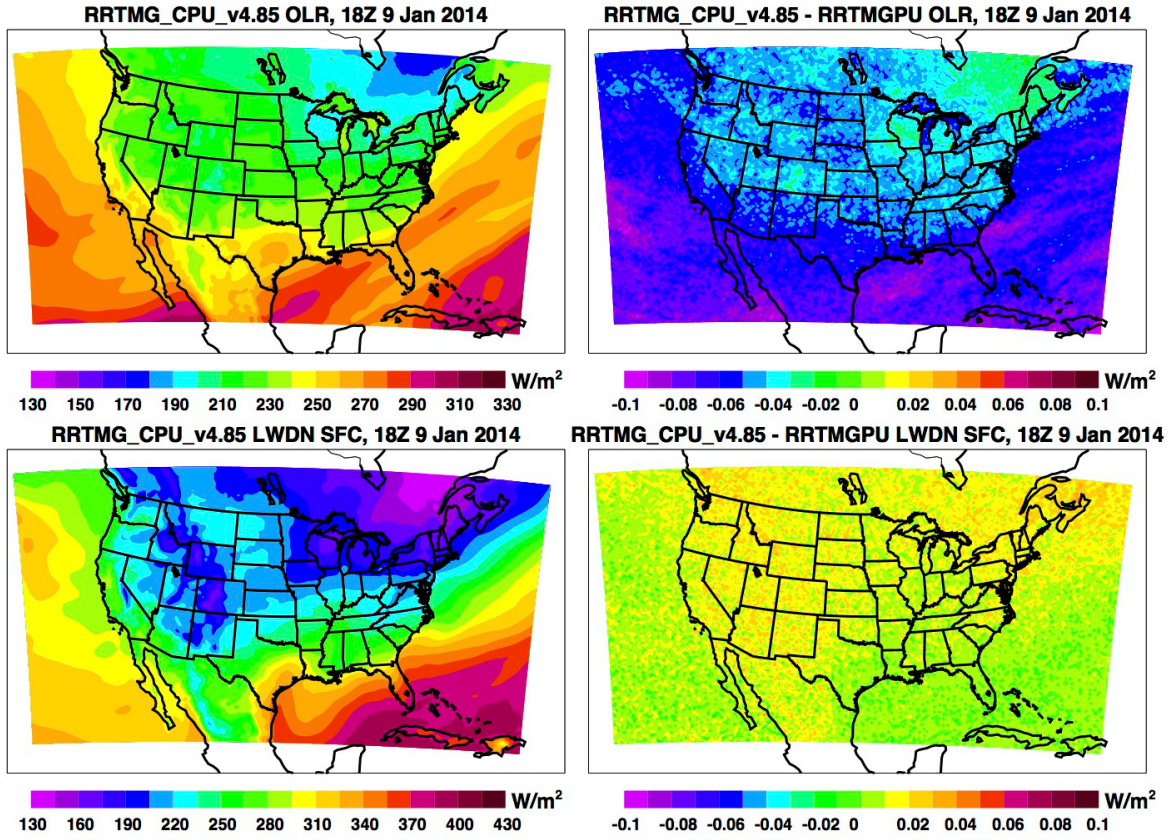 RRTMG_CPU_v4.85 OLR, 18Z 9 Jan 2014
RRTMG_CPU_v4.85 - RRTMGPU OLR, 18Z 9 Jan 2014
W/m²
130 150 170 190 210 230 250 270 290 310 330
W/m²
-0.1 -0.08 -0.06 -0.04 -0.02 0 0.02 0.04 0.06 0.08 0.1
RRTMG_CPU_v4.85 LWDN SFC, 18Z 9 Jan 2014
RRTMG_CPU_v4.85 - RRTMGPU LWDN SFC, 18Z 9 Jan 2014
W/m²
130 160 190 220 250 280 310 340 370 400 430
W/m²
-0.1 -0.08 -0.06 -0.04 -0.02 0 0.02 0.04 0.06 0.08 0.1